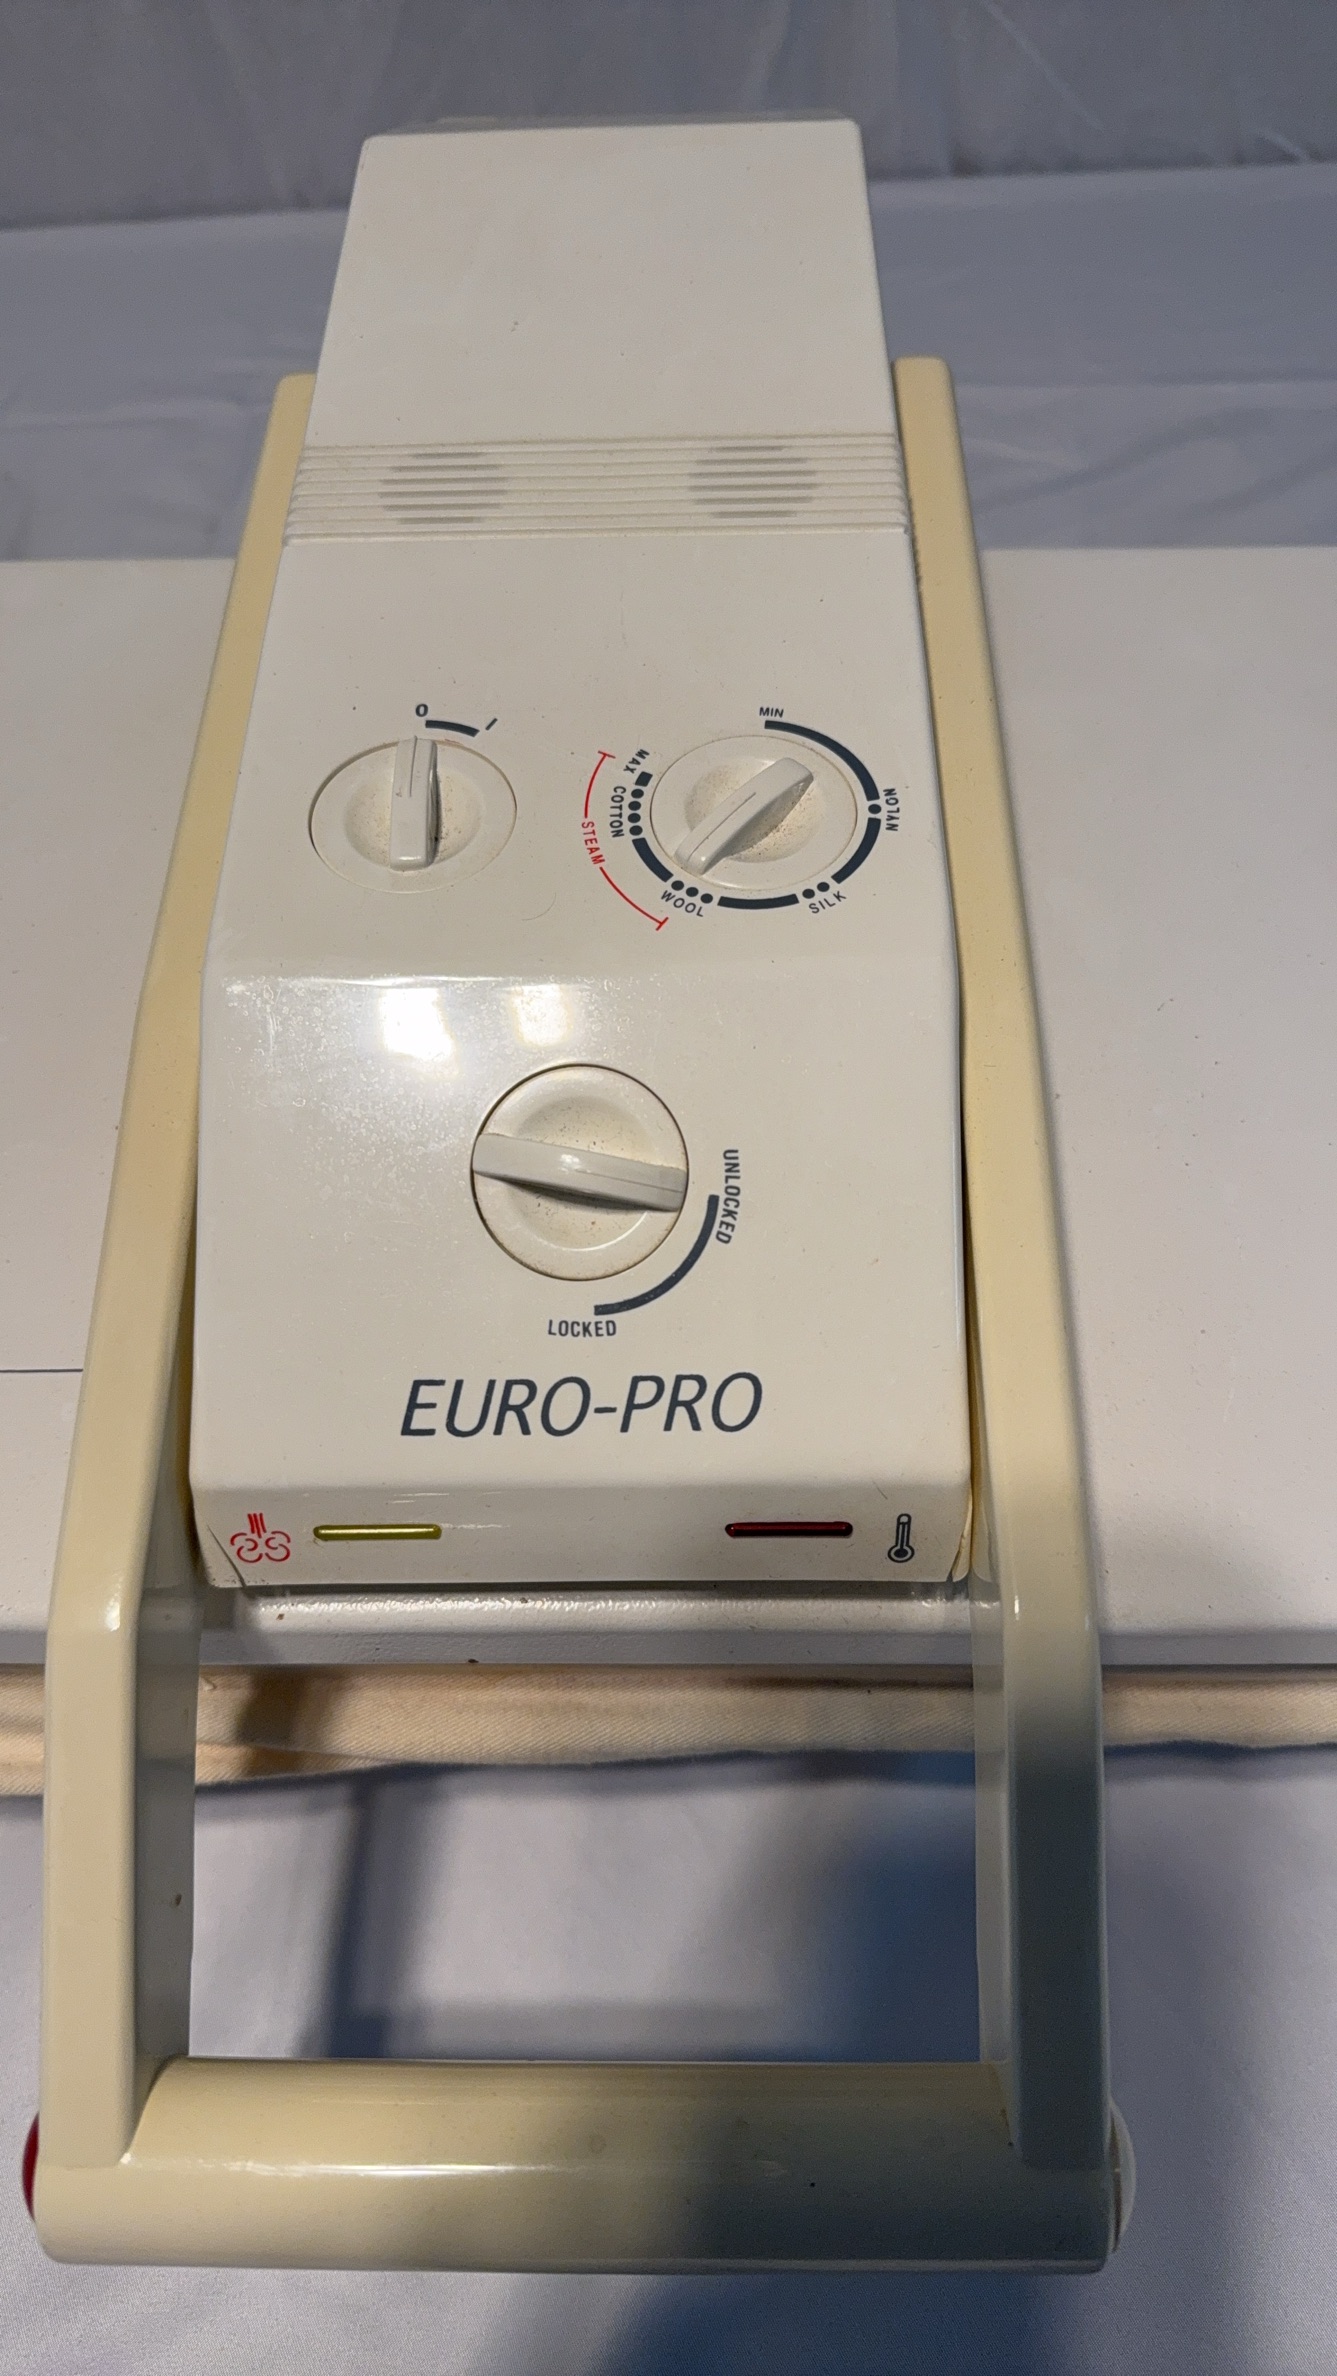 0 I
MIN
MAX
NYLON
COTTON
STEAM
WOOL
SILK
UNLOCKED
LOCKED
EURO-PRO